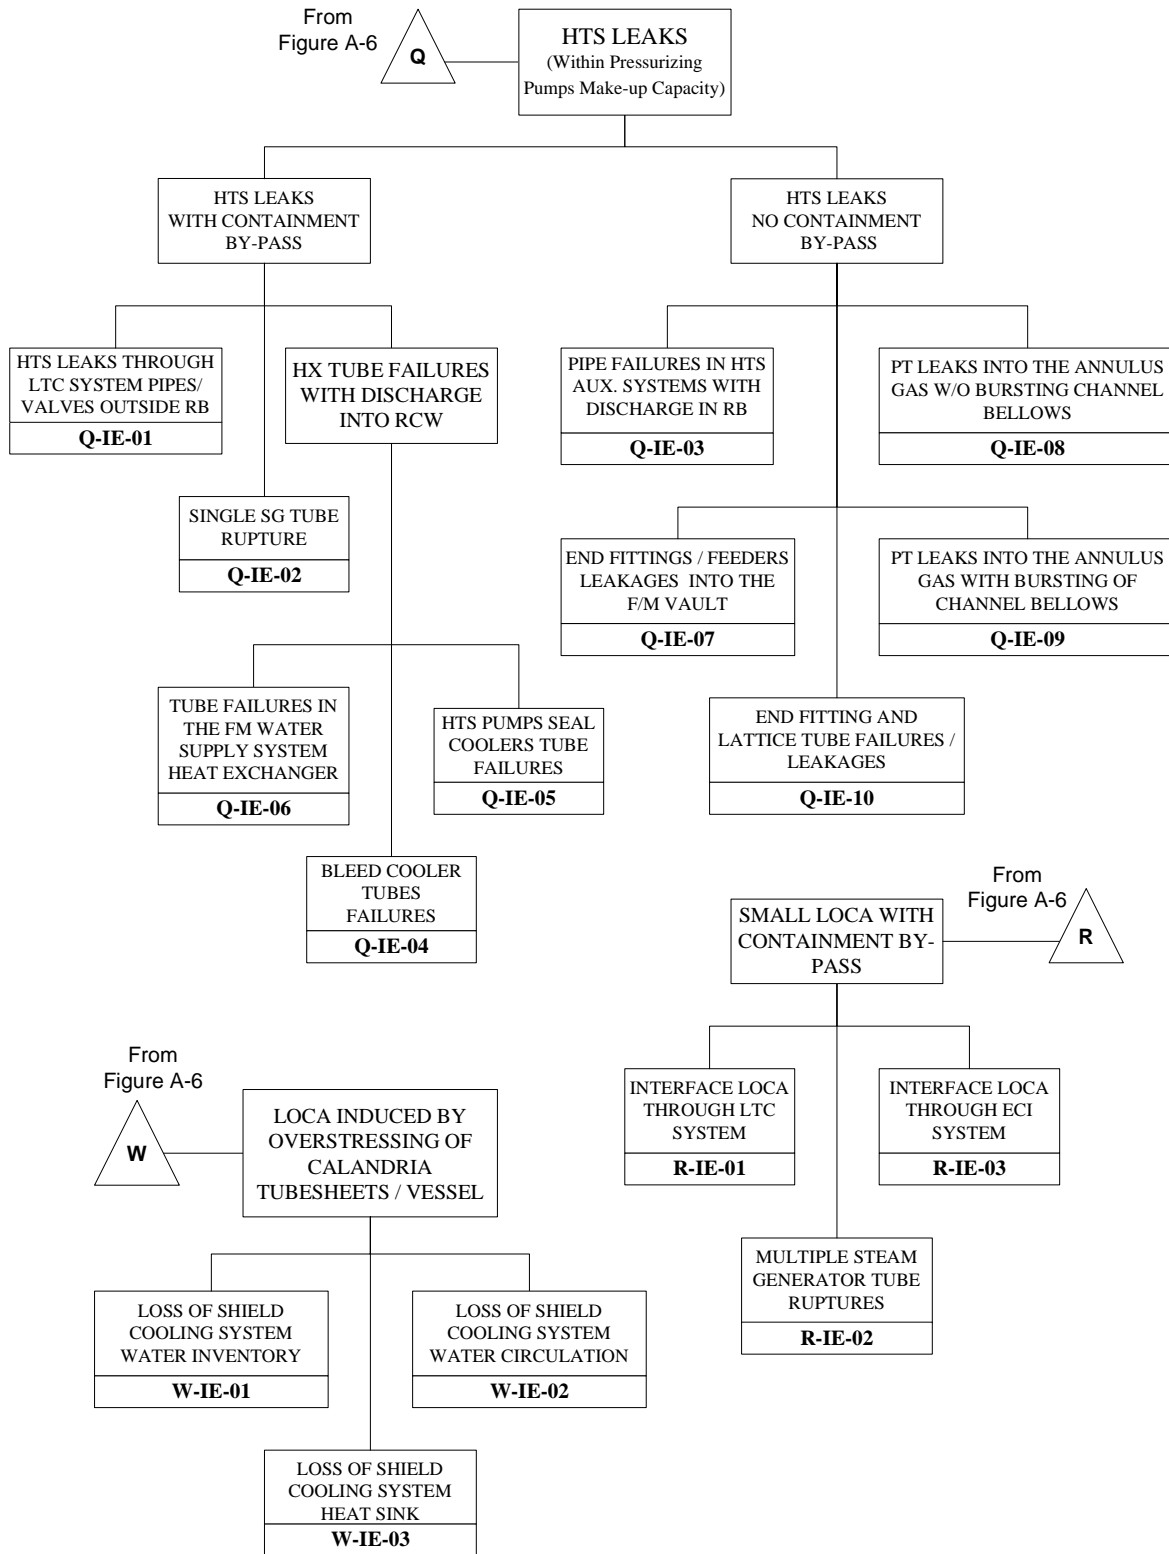 From
Figure A-6
Q
HTS LEAKS
(Within Pressurizing
Pumps Make-up Capacity)
HTS LEAKS
WITH CONTAINMENT
BY-PASS
HTS LEAKS
NO CONTAINMENT
BY-PASS
HTS LEAKS THROUGH
LTC SYSTEM PIPES/
VALVES OUTSIDE RB
Q-IE-01
HX TUBE FAILURES
WITH DISCHARGE
INTO RCW
PIPE FAILURES IN HTS
AUX. SYSTEMS WITH
DISCHARGE IN RB
Q-IE-03
PT LEAKS INTO THE ANNULUS
GAS W/O BURSTING CHANNEL
BELLOWS
Q-IE-08
SINGLE SG TUBE
RUPTURE
Q-IE-02
END FITTINGS / FEEDERS
LEAKAGES INTO THE
F/M VAULT
Q-IE-07
PT LEAKS INTO THE ANNULUS
GAS WITH BURSTING OF
CHANNEL BELLOWS
Q-IE-09
TUBE FAILURES IN
THE FM WATER
SUPPLY SYSTEM
HEAT EXCHANGER
Q-IE-06
HTS PUMPS SEAL
COOLERS TUBE
FAILURES
Q-IE-05
END FITTING AND
LATTICE TUBE FAILURES /
LEAKAGES
Q-IE-10
BLEED COOLER
TUBES
FAILURES
Q-IE-04
From
Figure A-6
R
SMALL LOCA WITH
CONTAINMENT BY-
PASS
INTERFACE LOCA
THROUGH LTC
SYSTEM
R-IE-01
INTERFACE LOCA
THROUGH ECI
SYSTEM
R-IE-03
MULTIPLE STEAM
GENERATOR TUBE
RUPTURES
R-IE-02
From
Figure A-6
W
LOCA INDUCED BY
OVERSTRESSING OF
CALANDRIA
TUBESHEETS / VESSEL
LOSS OF SHIELD
COOLING SYSTEM
WATER INVENTORY
W-IE-01
LOSS OF SHIELD
COOLING SYSTEM
WATER CIRCULATION
W-IE-02
LOSS OF SHIELD
COOLING SYSTEM
HEAT SINK
W-IE-03